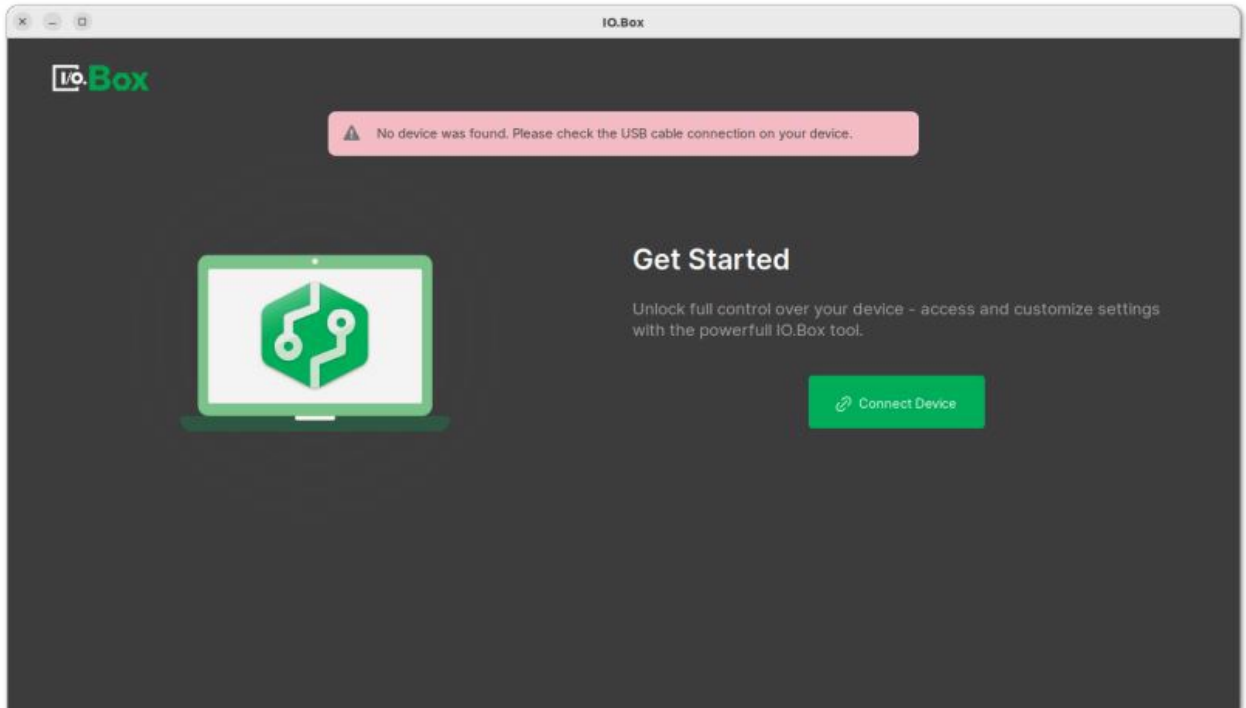 IO.Box
I/O.Box
No device was found. Please check the USB cable connection on your device.
Get Started
Unlock full control over your device - access and customize settings
with the powerfull IO.Box tool.
Connect Device